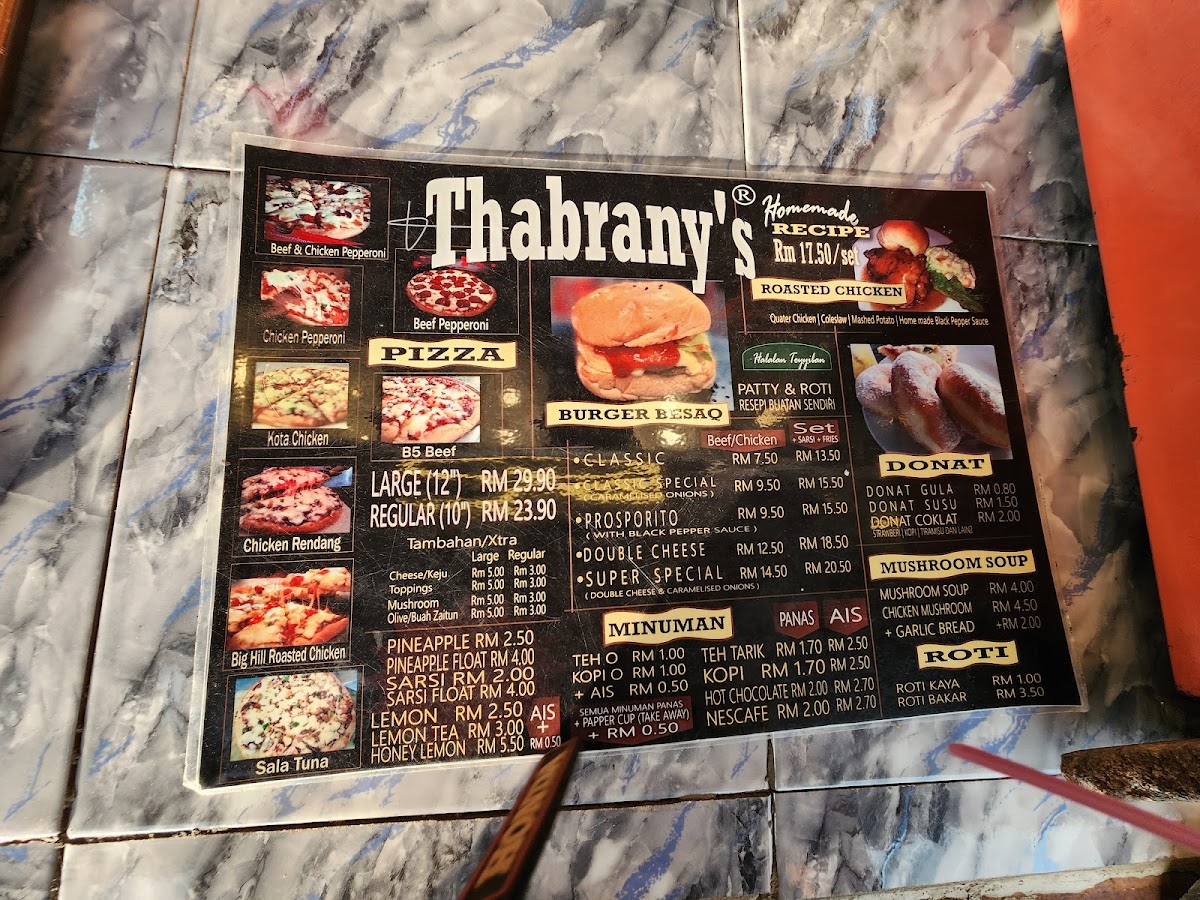 Thabrany's®
Homemade
RECIPE
Rm 17.50/set
ROASTED CHICKEN
Quater Chicken | Coleslaw | Mashed Potato | Home made Black Pepper Sauce
Beef & Chicken Pepperoni
Chicken Pepperoni
Beef Pepperoni
PIZZA
Kota Chicken
B5 Beef
Chicken Rendang
Big Hill Roasted Chicken
Sala Tuna
LARGE (12") RM 29.90
REGULAR (10") RM 23.90
Tambahan/Xtra
Large Regular
Cheese/Keju Rm 5.00 Rm 3.00
Toppings Rm 5.00 Rm 3.00
Mushroom Rm 5.00 Rm 3.00
Olive/Buah Zaitun Rm 5.00 Rm 3.00
PINEAPPLE RM 2.50
PINEAPPLE FLOAT RM 4.00
SARSI RM 2.00
SARSI FLOAT RM 4.00
LEMON RM 2.50
LEMON TEA RM 3.00
HONEY LEMON RM 5.50
AIS
+
RM 0.50
BURGER BESAQ
Halalan Toyyiban
PATTY & ROTI
RESEPI BUATAN SENDIRI
Beef/Chicken
Set
+ SARSI + FRIES
•CLASSIC RM 7.50 RM 13.50
•CLASSIC SPECIAL RM 9.50 RM 15.50
( CARAMELISED ONIONS )
•PROSPORITO RM 9.50 RM 15.50
( WITH BLACK PEPPER SAUCE )
•DOUBLE CHEESE RM 12.50 RM 18.50
•SUPER SPECIAL RM 14.50 RM 20.50
( DOUBLE CHEESE & CARAMELISED ONIONS )
MINUMAN
PANAS AIS
TEH O RM 1.00
KOPI O RM 1.00
+ AIS RM 0.50
SEMUA MINUMAN PANAS
+ PAPPER CUP (TAKE AWAY)
+ RM 0.50
TEH TARIK RM 1.70 RM 2.50
KOPI RM 1.70 RM 2.50
HOT CHOCOLATE RM 2.00 RM 2.70
NESCAFE RM 2.00 RM 2.70
DONAT
DONAT GULA RM 0.80
DONAT SUSU RM 1.50
DONAT COKLAT RM 2.00
STRAWBERI | KOPI | TIRAMISU DAN LAIN2
MUSHROOM SOUP
MUSHROOM SOUP RM 4.00
CHICKEN MUSHROOM RM 4.50
+ GARLIC BREAD +RM 2.00
ROTI
ROTI KAYA RM 1.00
ROTI BAKAR RM 3.50
HOND